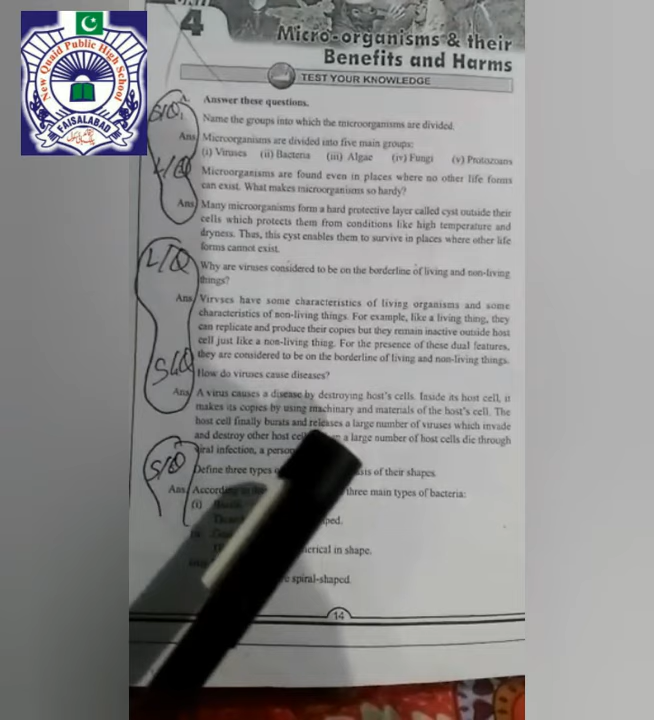 New Quaid Public High School
FAISALABAD
4
Micro-organisms & their
Benefits and Harms
TEST YOUR KNOWLEDGE
A. Answer these questions.
S/Q
Name the groups into which the microorganisms are divided.
Ans. Microorganisms are divided into five main groups:
(i) Viruses (ii) Bacteria (iii) Algae (iv) Fungi (v) Protozoans
L/Q
Microorganisms are found even in places where no other life forms
can exist. What makes microorganisms so hardy?
Ans. Many microorganisms form a hard protective layer called cyst outside their
cells which protects them from conditions like high temperature and
dryness. Thus, this cyst enables them to survive in places where other life
forms cannot exist.
L/Q
Why are viruses considered to be on the borderline of living and non-living
things?
Ans. Viruses have some characteristics of living organisms and some
characteristics of non-living things. For example, like a living thing, they
can replicate and produce their copies but they remain inactive outside host
cell just like a non-living thing. For the presence of these dual features,
they are considered to be on the borderline of living and non-living things.
S/Q
How do viruses cause diseases?
Ans. A virus causes a disease by destroying host's cells. Inside its host cell, it
makes its copies by using machinary and materials of the host's cell. The
host cell finally bursts and releases a large number of viruses which invade
and destroy other host a large number of host cells die through
viral infection, a person
S/Q
Define three types of their shapes.
Ans. According three main types of bacteria:
(i)
in shape.
spiral-shaped.
14